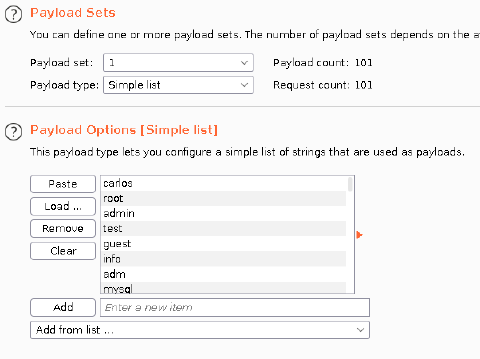 Payload Sets
You can define one or more payload sets. The number of payload sets depends on the
Payload set: 1 Payload count: 101
Payload type: Simple list Request count: 101
Payload Options [Simple list]
This payload type lets you configure a simple list of strings that are used as payloads.
Paste
Load ...
Remove
Clear
carlos
root
admin
test
guest
info
adm
mysql
Add Enter a new item
Add from list ...